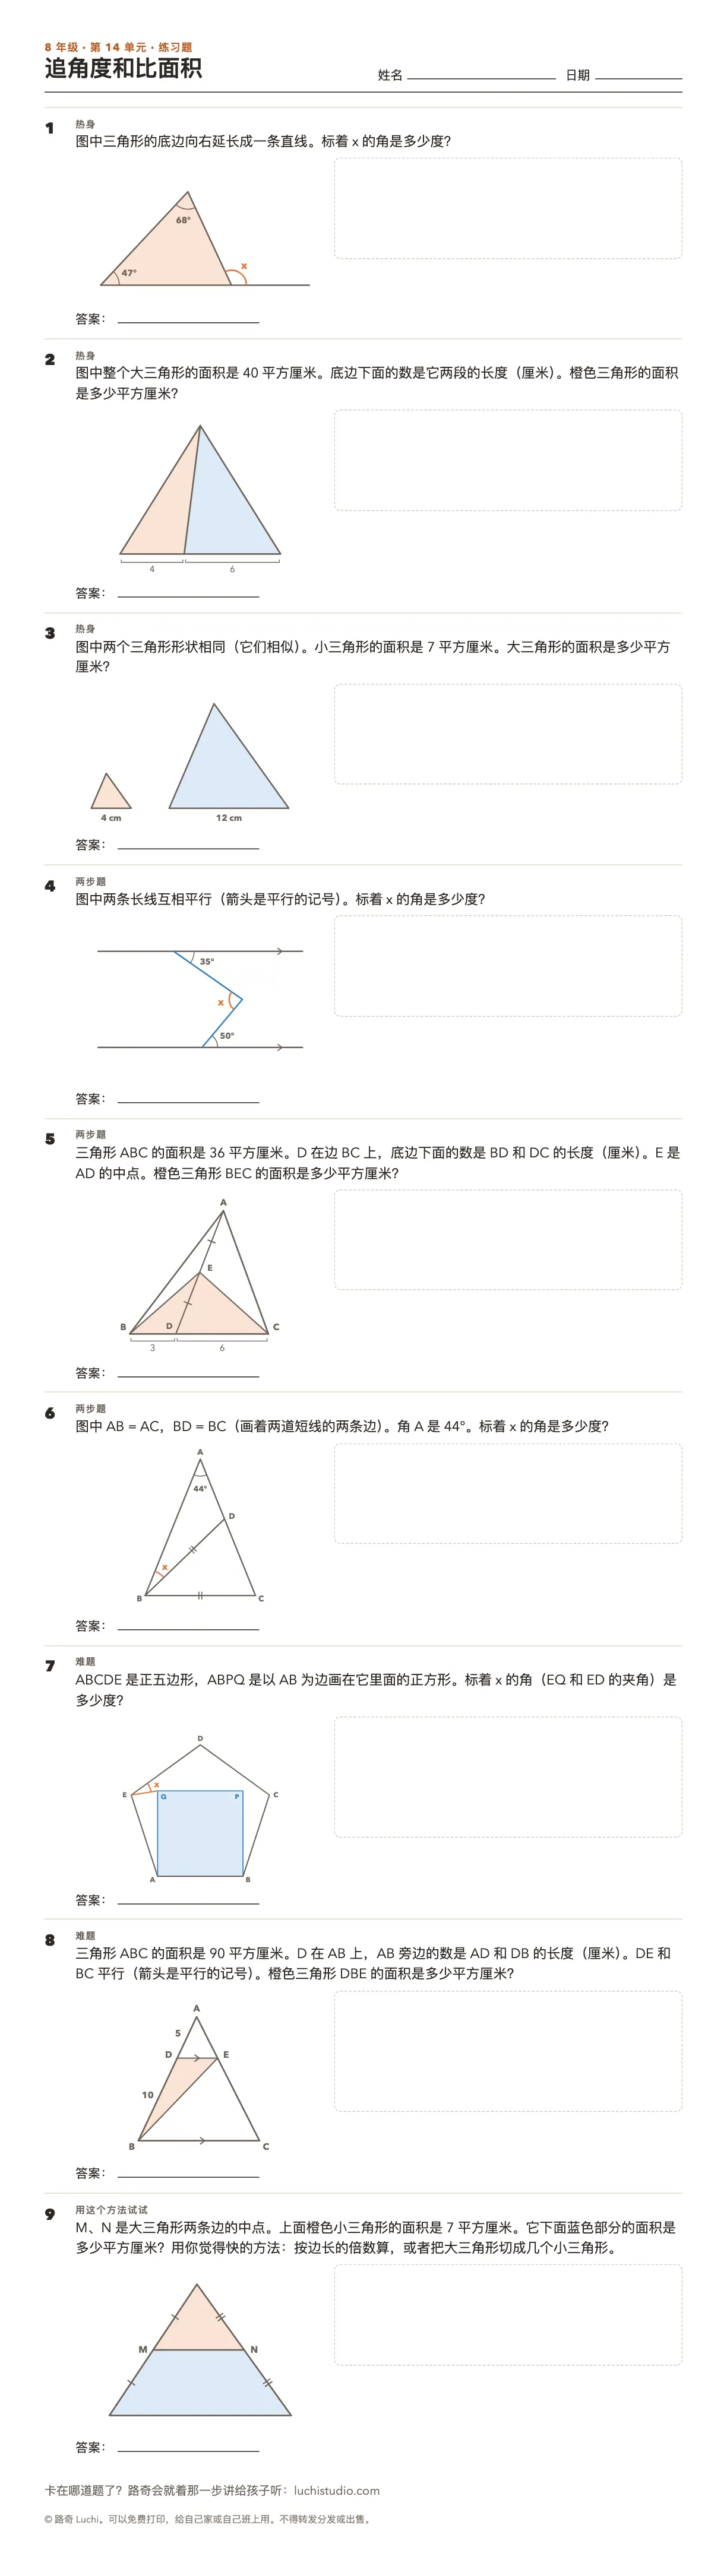 8 年级 · 第 14 单元 · 练习题
追角度和比面积
姓名
日期
1
热身
图中三角形的底边向右延长成一条直线。标着 x 的角是多少度？
68°
47°
x
答案：
2
热身
图中整个大三角形的面积是 40 平方厘米。底边下面的数是它两段的长度（厘米）。橙色三角形的面积
是多少平方厘米？
4
6
答案：
3
热身
图中两个三角形形状相同（它们相似）。小三角形的面积是 7 平方厘米。大三角形的面积是多少平方
厘米？
4 cm
12 cm
答案：
4
两步题
图中两条长线互相平行（箭头是平行的记号）。标着 x 的角是多少度？
35°
x
50°
答案：
5
两步题
三角形 ABC 的面积是 36 平方厘米。D 在边 BC 上，底边下面的数是 BD 和 DC 的长度（厘米）。E 是
AD 的中点。橙色三角形 BEC 的面积是多少平方厘米？
A
E
B
D
C
3
6
答案：
6
两步题
图中 AB = AC，BD = BC（画着两道短线的两条边）。角 A 是 44°。标着 x 的角是多少度？
A
44°
D
x
B
C
答案：
7
难题
ABCDE 是正五边形，ABPQ 是以 AB 为边画在它里面的正方形。标着 x 的角（EQ 和 ED 的夹角）是
多少度？
D
x
E
Q
P
C
A
B
答案：
8
难题
三角形 ABC 的面积是 90 平方厘米。D 在 AB 上，AB 旁边的数是 AD 和 DB 的长度（厘米）。DE 和
BC 平行（箭头是平行的记号）。橙色三角形 DBE 的面积是多少平方厘米？
A
5
D
E
10
B
C
答案：
9
用这个方法试试
M、N 是大三角形两条边的中点。上面橙色小三角形的面积是 7 平方厘米。它下面蓝色部分的面积是
多少平方厘米？用你觉得快的方法：按边长的倍数算，或者把大三角形切成几个小三角形。
M
N
答案：
卡在哪道题了？路奇会就着那一步讲给孩子听：luchistudio.com
© 路奇 Luchi。可以免费打印，给自己家或自己班上用。不得转发分发或出售。